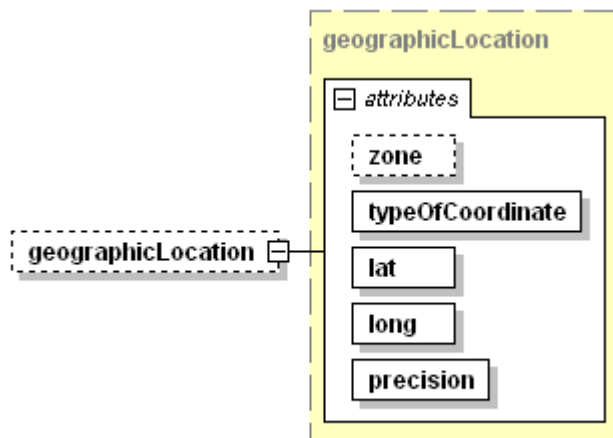 geographicLocation
attributes
zone
typeOfCoordinate
geographicLocation
lat
long
precision